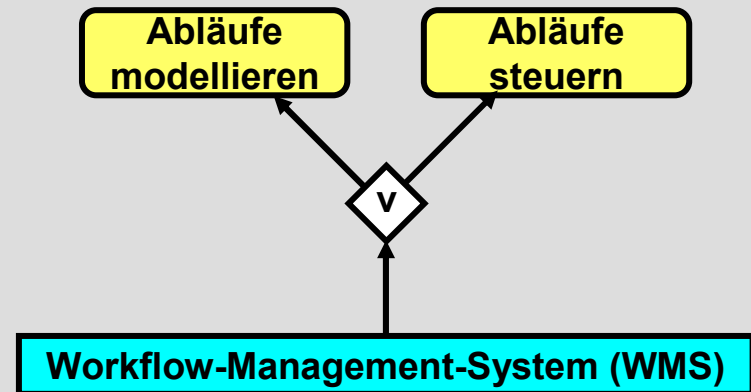 Abläufe
modellieren
Abläufe
steuern
v
Workflow-Management-System (WMS)